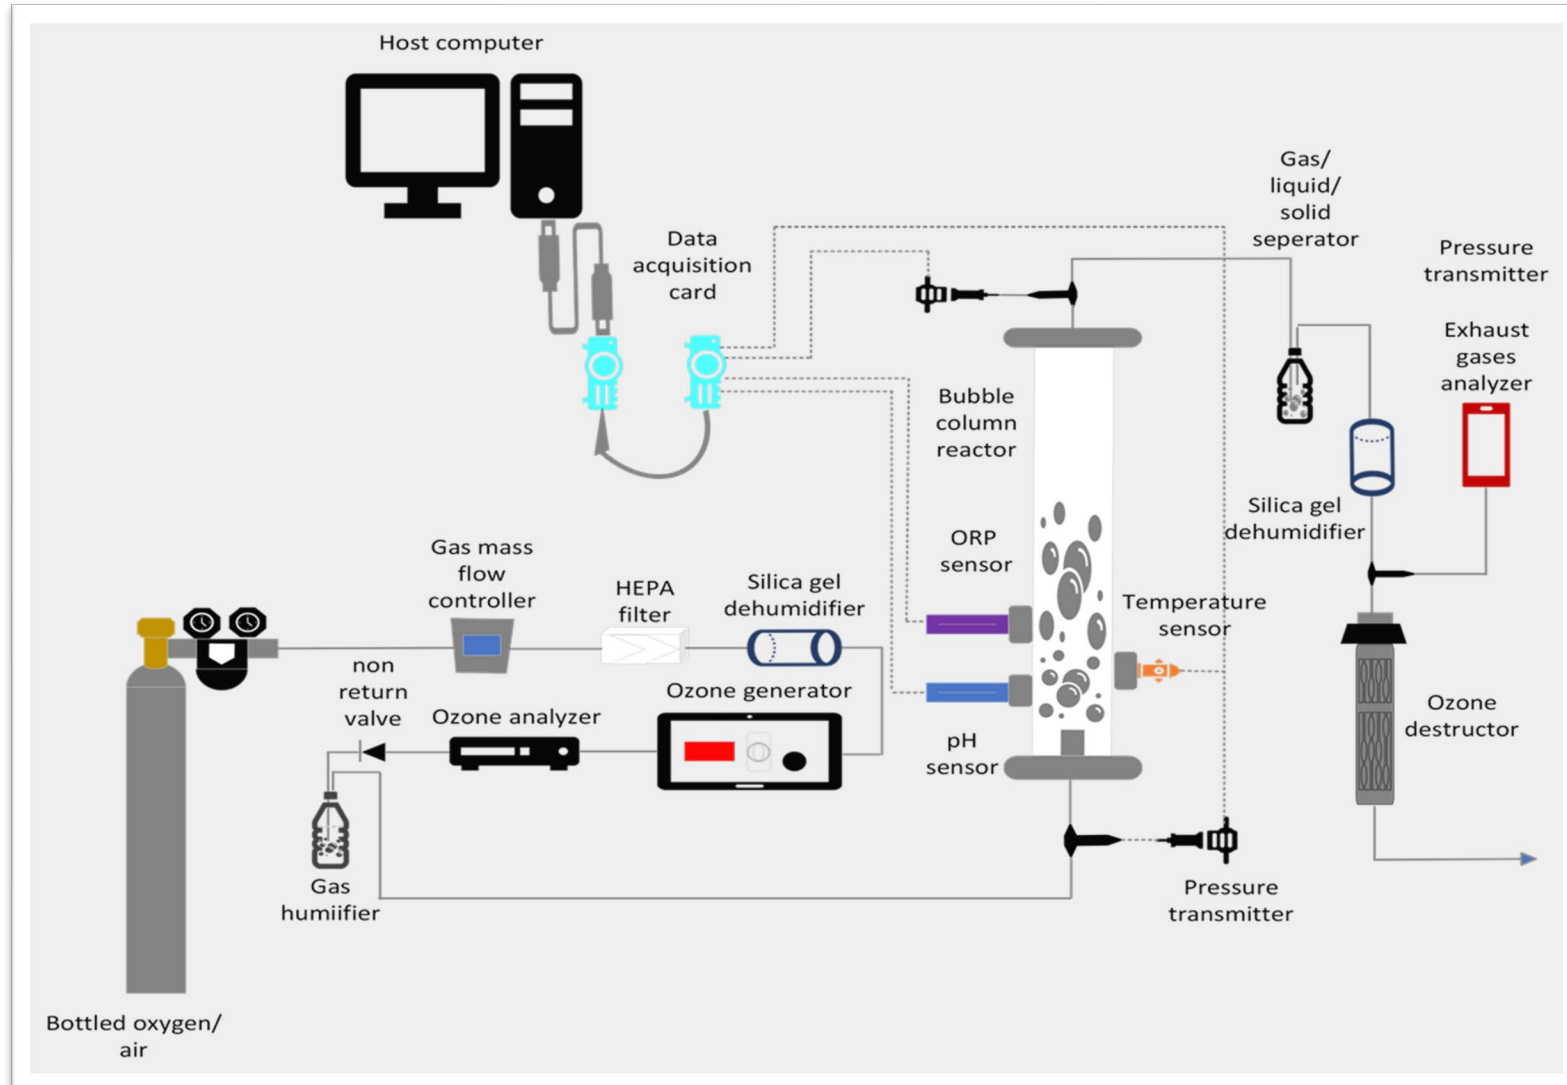 Host computer
Data
acquisition
card
Gas/
liquid/
solid
seperator
Pressure
transmitter
Exhaust
gases
analyzer
Bubble
column
reactor
Silica gel
dehumidifier
ORP
sensor
Gas mass
flow
controller
HEPA
filter
Silica gel
dehumidifier
Temperature
sensor
non
return
valve
Ozone analyzer
Ozone generator
pH
sensor
Ozone
destructor
Gas
humiifier
Pressure
transmitter
Bottled oxygen/
air